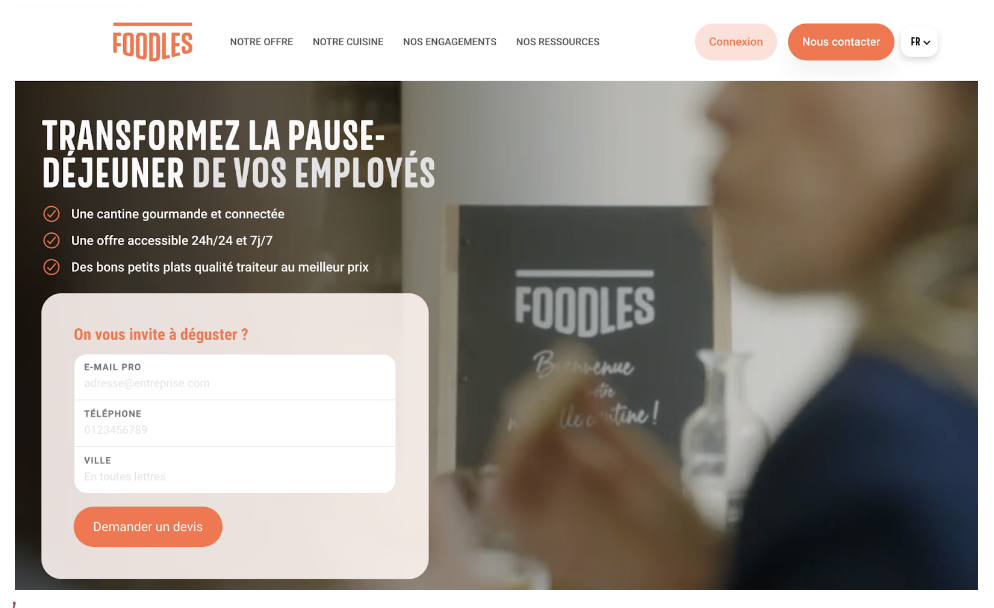 FOODLES
NOTRE OFFRE
NOTRE CUISINE
NOS ENGAGEMENTS
NOS RESSOURCES
Connexion
Nous contacter
FR
TRANSFORMEZ LA PAUSE-
DÉJEUNER DE VOS EMPLOYÉS
Une cantine gourmande et connectée
Une offre accessible 24h/24 et 7j/7
Des bons petits plats qualité traiteur au meilleur prix
On vous invite à déguster ?
E-MAIL PRO
adresse@entreprise.com
TÉLÉPHONE
0123456789
VILLE
En toutes lettres
Demander un devis
FOODLES
Bienvenue
cantine !